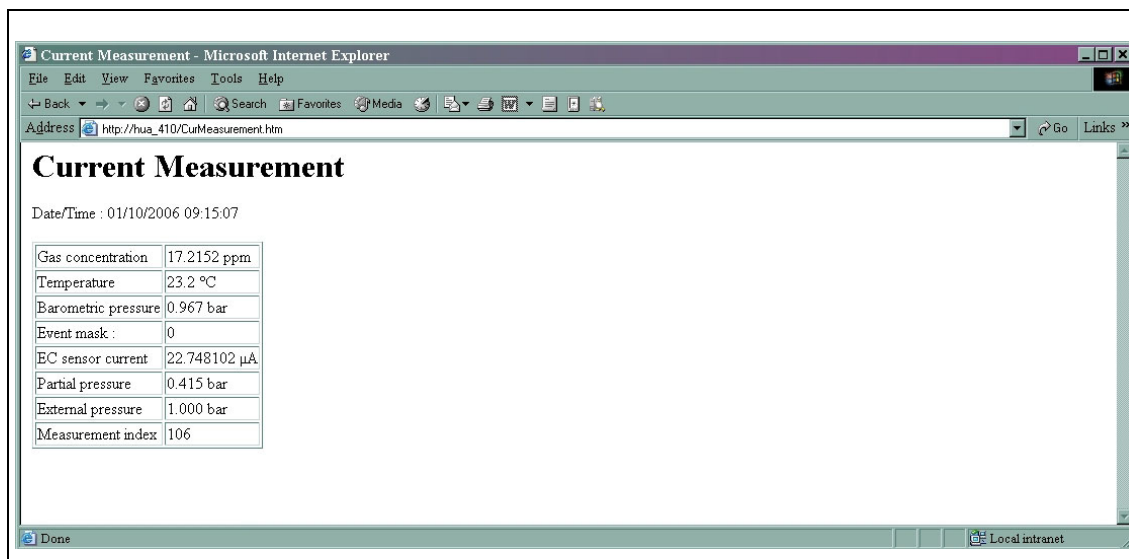 Current Measurement - Microsoft Internet Explorer
File Edit View Favorites Tools Help
Back Search Favorites Media
Address http://hua_410/CurMeasurement.htm Go Links »
Current Measurement
Date/Time : 01/10/2006 09:15:07
Gas concentration 17.2152 ppm
Temperature 23.2 ºC
Barometric pressure 0.967 bar
Event mask : 0
EC sensor current 22.748102 µA
Partial pressure 0.415 bar
External pressure 1.000 bar
Measurement index 106
Done Local intranet